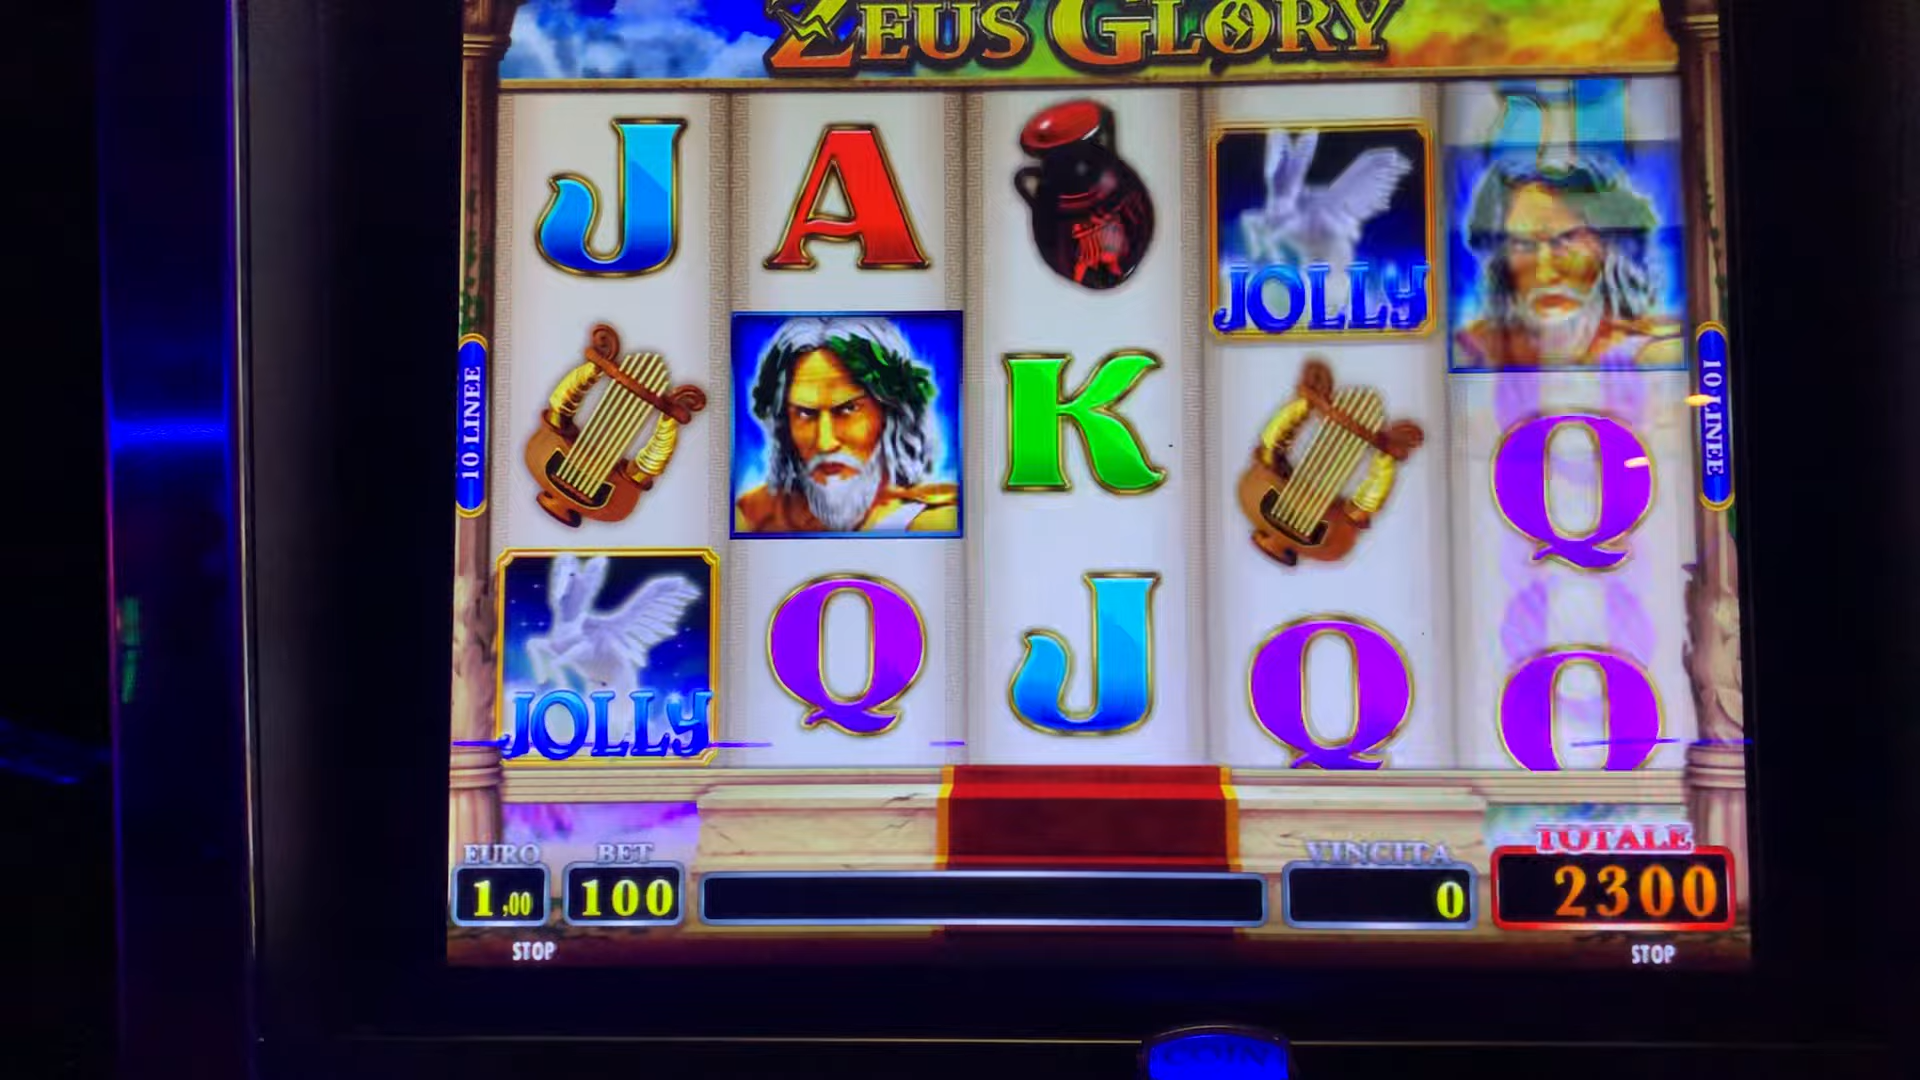 ZEUS GLORY
J A JOLLY
10 LINEE K Q 10 LINEE
JOLLY Q J Q Q
EURO BET VINCITA TOTALE
1,00 100 0 2300
STOP STOP
COIN